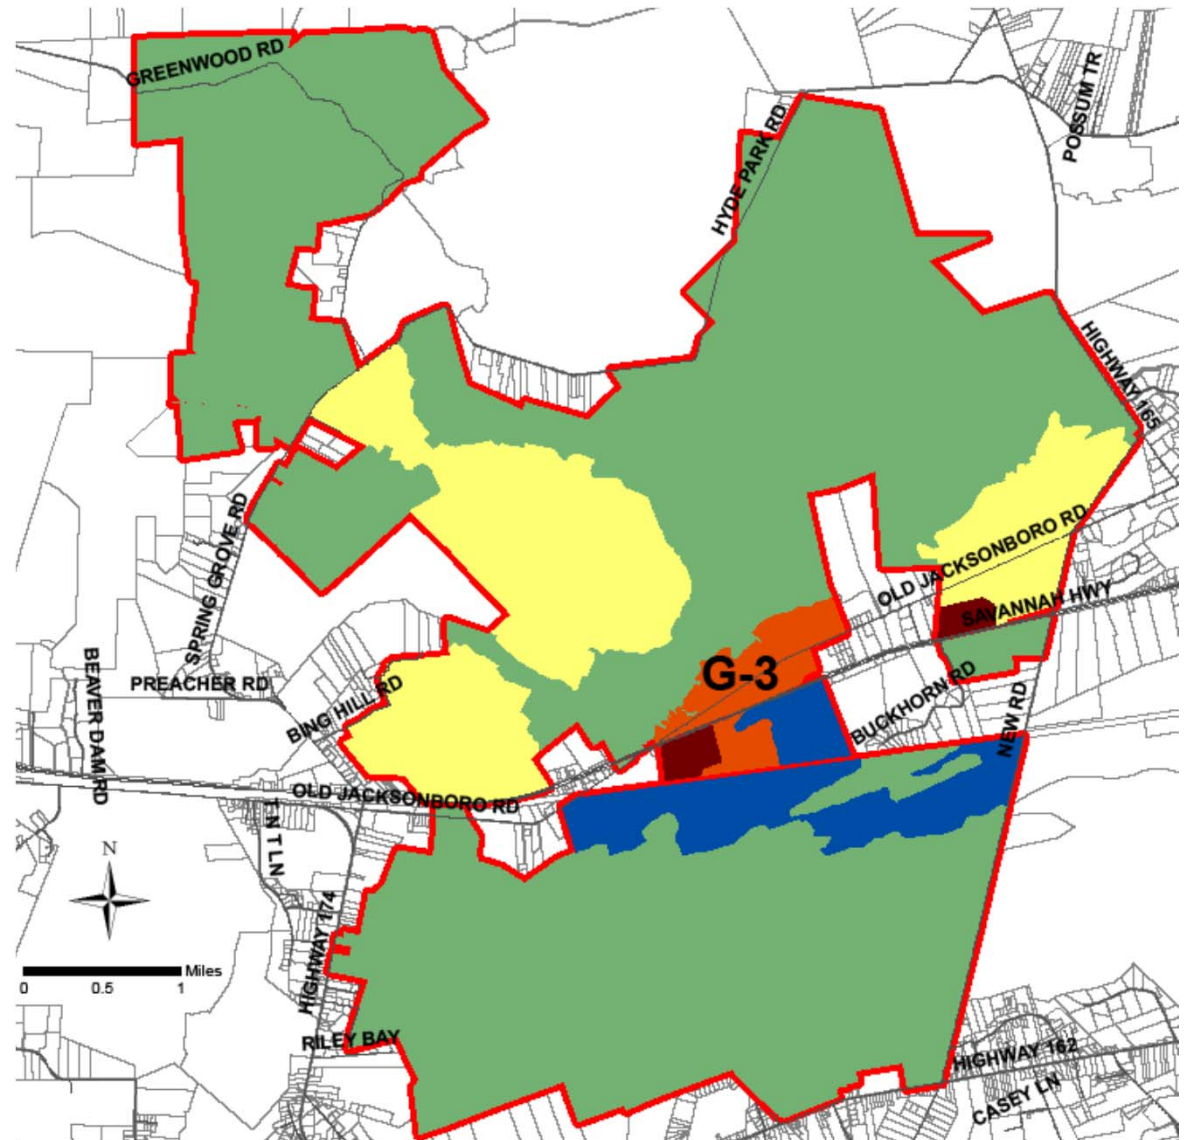 GREENWOOD RD
POSSUM TR
HYDE PARK RD
HIGHWAY 165
SPRING GROVE RD
OLD JACKSONBORO RD
SAVANNAH HWY
BEAVER DAM RD
PREACHER RD
BING HILL RD
G-3
BUCKHORN RD
NEW RD
OLD JACKSONBORO RD
T N T LN
N
HIGHWAY 174
Miles
0 0.5 1
RILEY BAY
HIGHWAY 162
CASEY LN